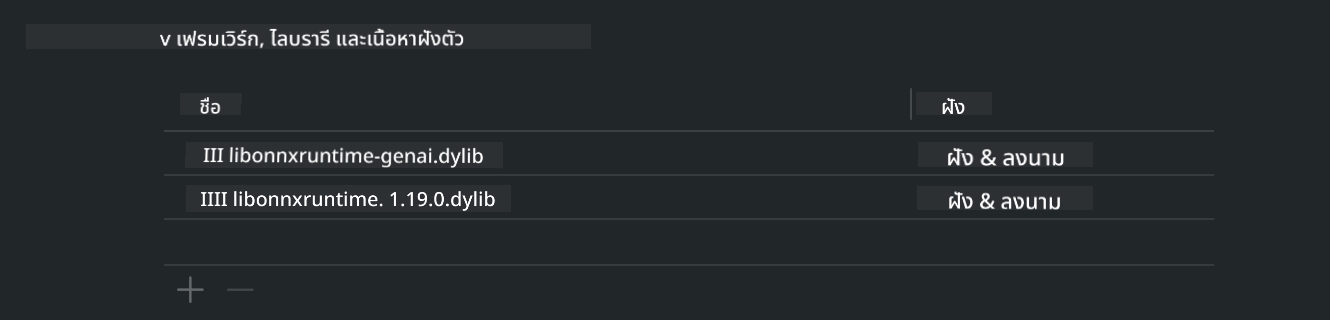 v เฟรมเวิร์ก, ไลบรารี และเนื้อหาฝังตัว
ชื่อ ฝัง
III libonnxruntime-genai.dylib ฝัง & ลงนาม
IIII libonnxruntime. 1.19.0.dylib ฝัง & ลงนาม